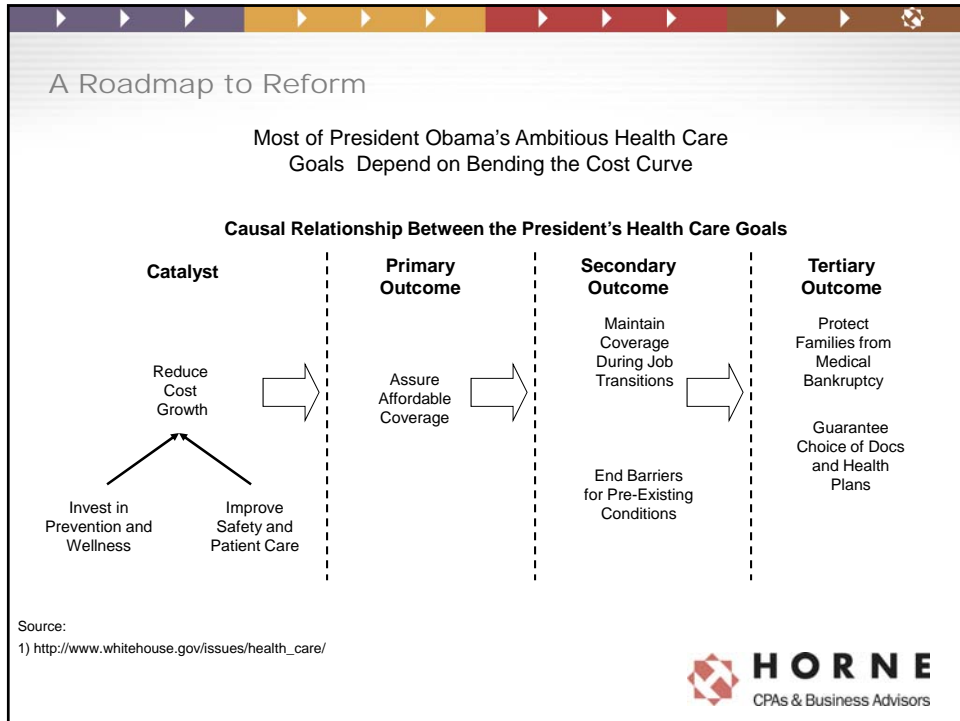 A Roadmap to Reform
Most of President Obama's Ambitious Health Care
Goals Depend on Bending the Cost Curve
Causal Relationship Between the President's Health Care Goals
Catalyst
Reduce
Cost
Growth
Invest in
Prevention and
Wellness
Improve
Safety and
Patient Care
Primary
Outcome
Assure
Affordable
Coverage
Secondary
Outcome
Maintain
Coverage
During Job
Transitions
End Barriers
for Pre-Existing
Conditions
Tertiary
Outcome
Protect
Families from
Medical
Bankruptcy
Guarantee
Choice of Docs
and Health
Plans
Source:
1) http://www.whitehouse.gov/issues/health_care/
HORNE
CPAs & Business Advisors